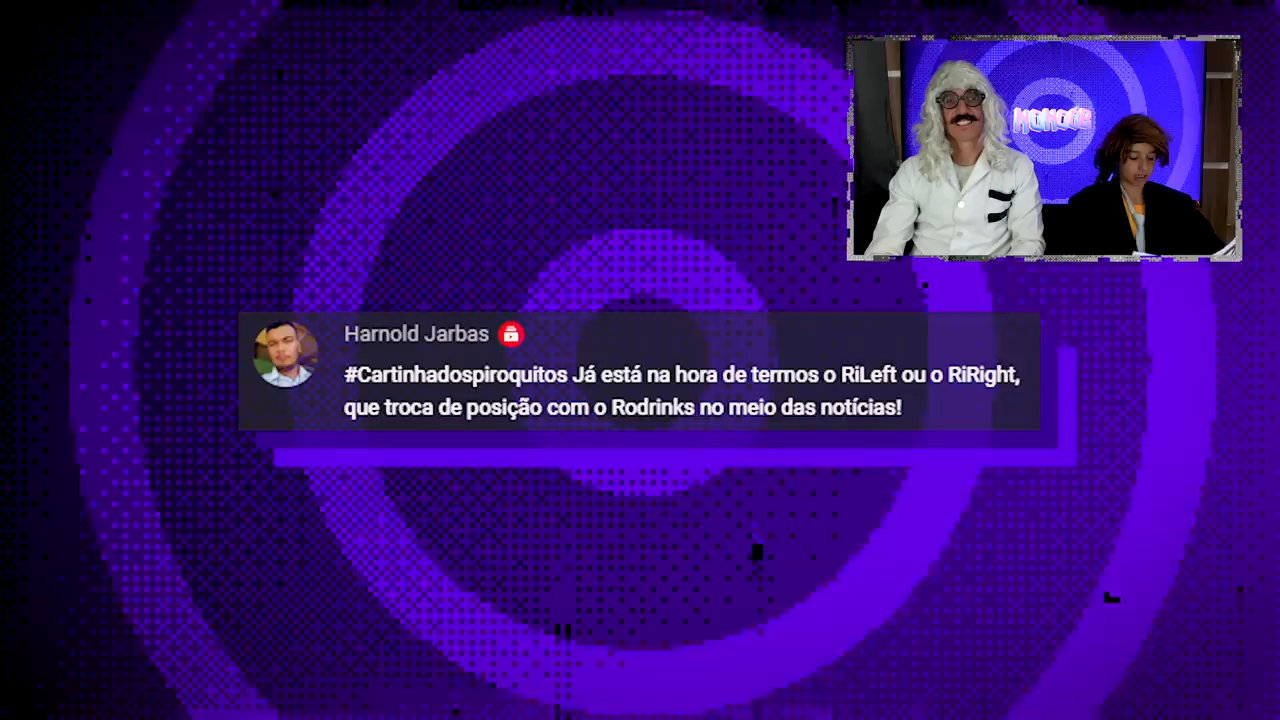 Harnold Jarbas
#Cartinhadospiroquitos Já está na hora de termos o RiLeft ou o RiRight,
que troca de posição com o Rodrinks no meio das notícias!